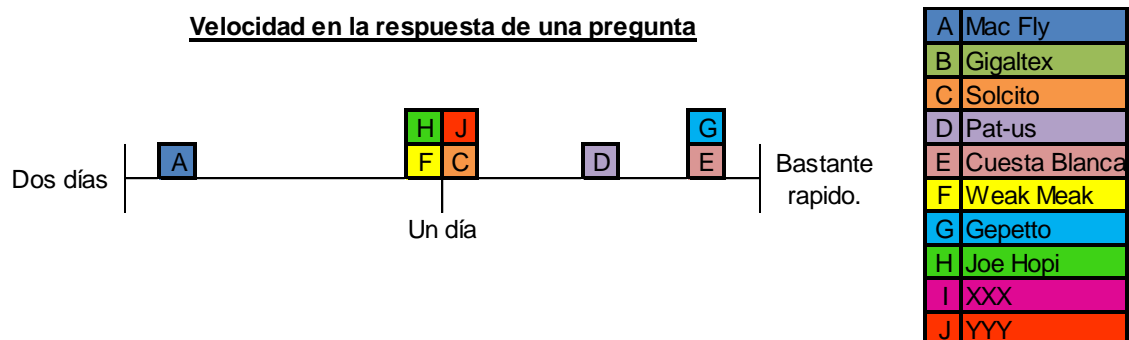 Velocidad en la respuesta de una pregunta
H J G
A F C D E
Dos días
Bastante
rapido.
Un día
A Mac Fly
B Gigaltex
C Solcito
D Pat-us
E Cuesta Blanca
F Weak Meak
G Gepetto
H Joe Hopi
I XXX
J YYY